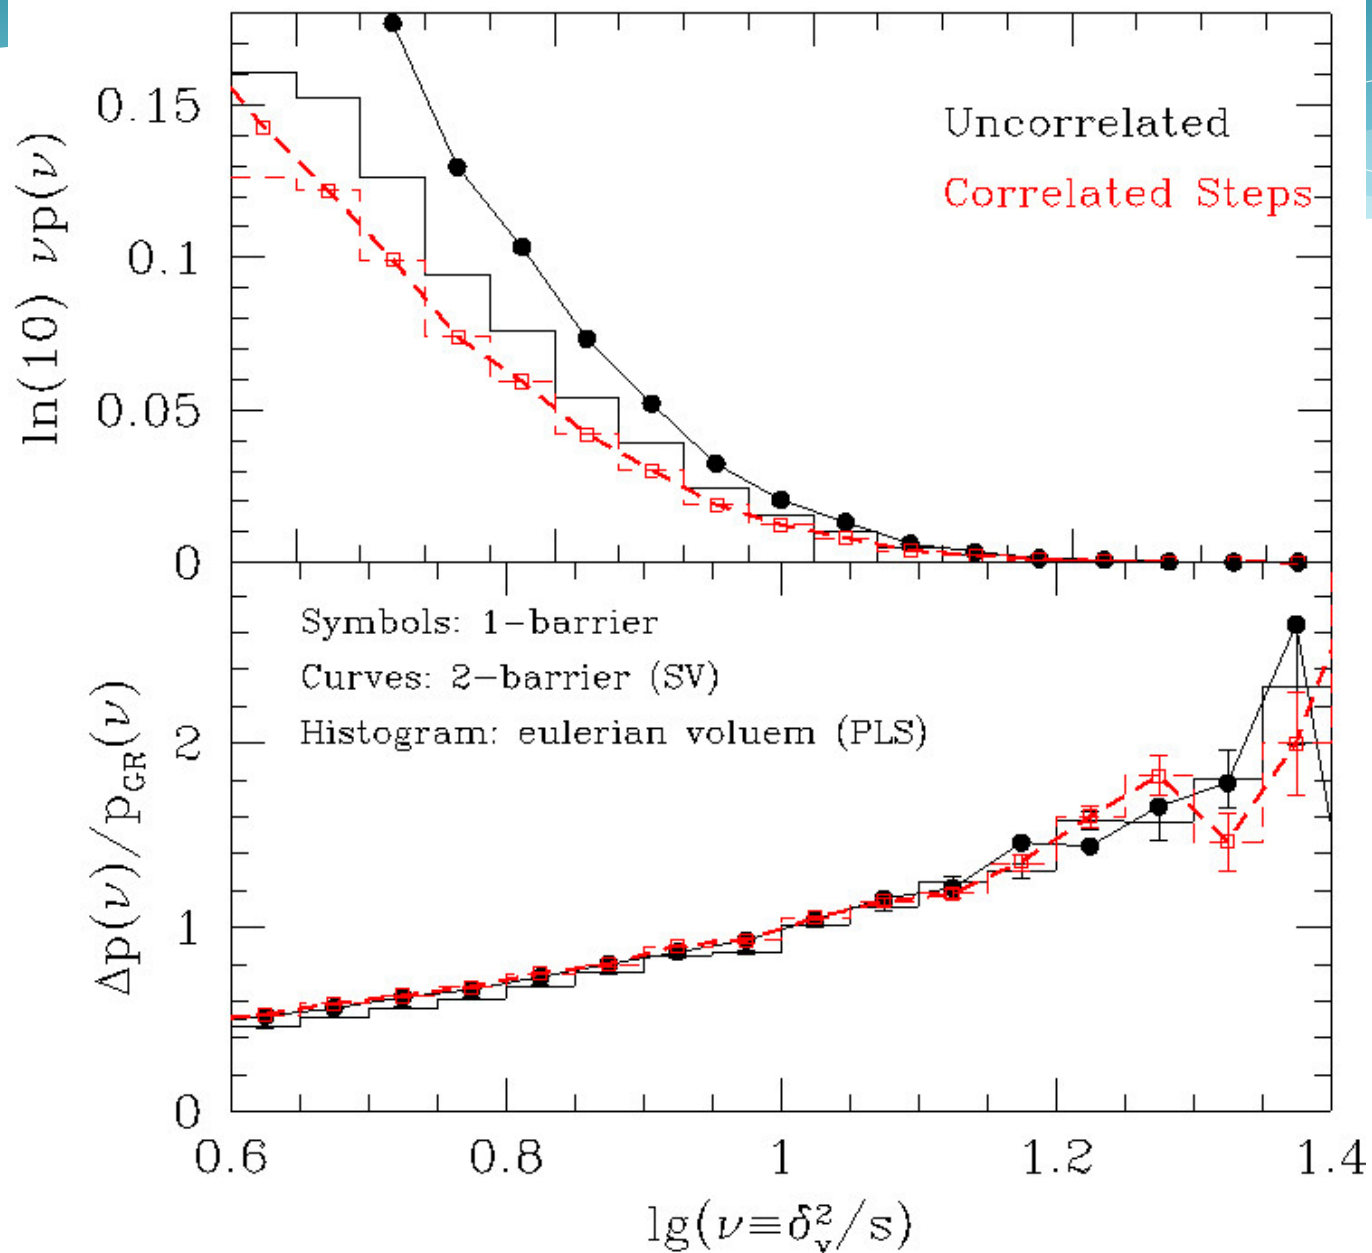 0.15
0.1
0.05
0
ln(10) νp(ν)
Uncorrelated
Correlated Steps
Symbols: 1-barrier
Curves: 2-barrier (SV)
Histogram: eulerian voluem (PLS)
2
1
0
Δp(ν)/p_GR(ν)
0.6 0.8 1 1.2 1.4
lg(ν≡δ_v^2/s)